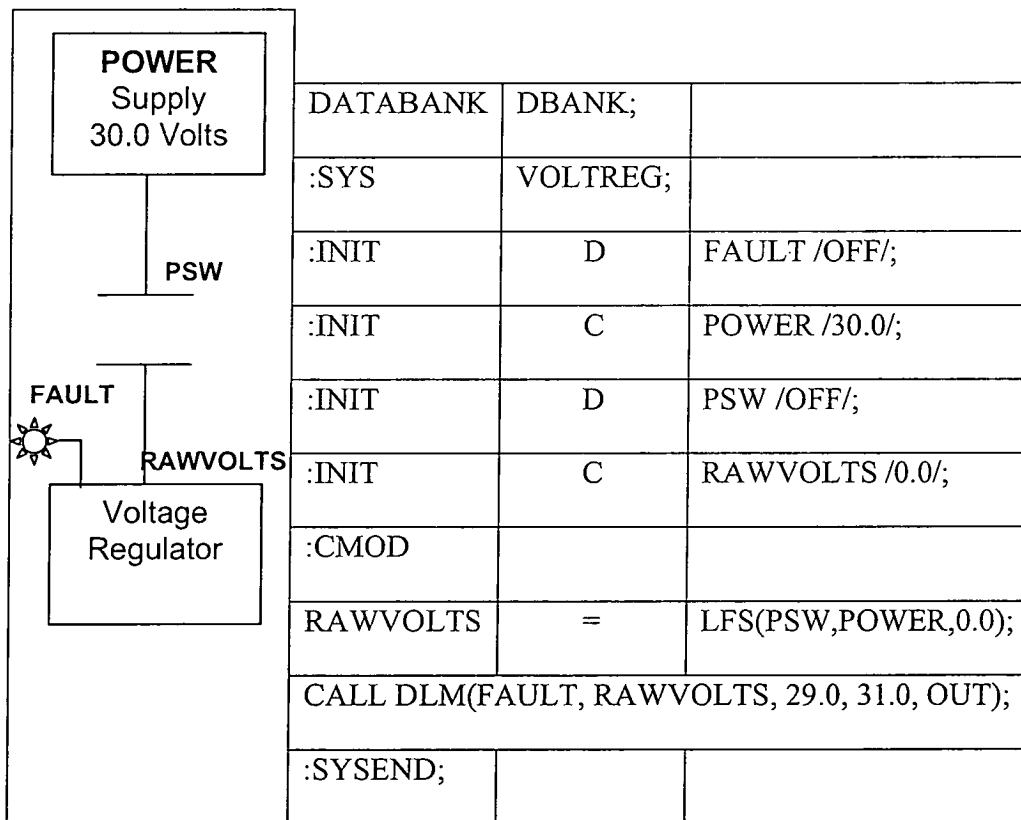 POWER
Supply
30.0 Volts
PSW
FAULT
RAWVOLTS
Voltage
Regulator
DATABANK DBANK;
:SYS VOLTREG;
:INIT D FAULT /OFF/;
:INIT C POWER /30.0/;
:INIT D PSW /OFF/;
:INIT C RAWVOLTS /0.0/;
:CMOD
RAWVOLTS = LFS(PSW,POWER,0.0);
CALL DLM(FAULT, RAWVOLTS, 29.0, 31.0, OUT);
:SYSEND;